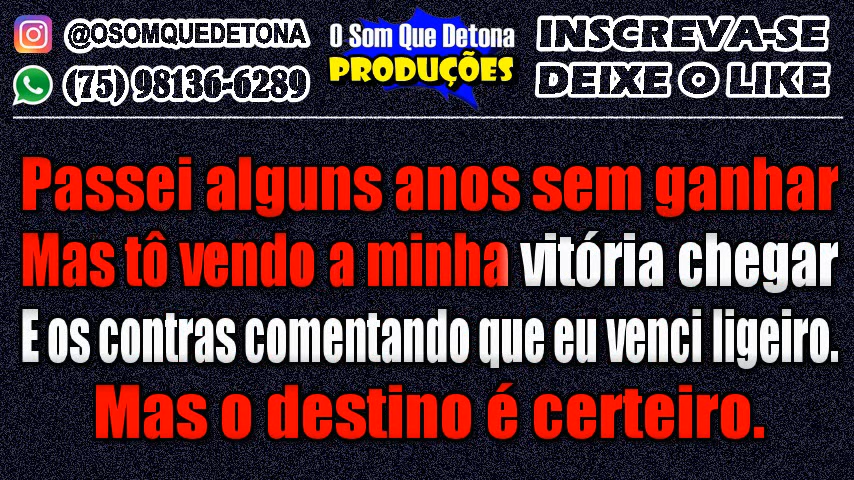 @OSOMQUEDETONA
(75) 98136-6289
O Som Que Detona
PRODUÇÕES
INSCREVA-SE
DEIXE O LIKE
Passei alguns anos sem ganhar
Mas tô vendo a minha vitória chegar
E os contras comentando que eu venci ligeiro.
Mas o destino é certeiro.